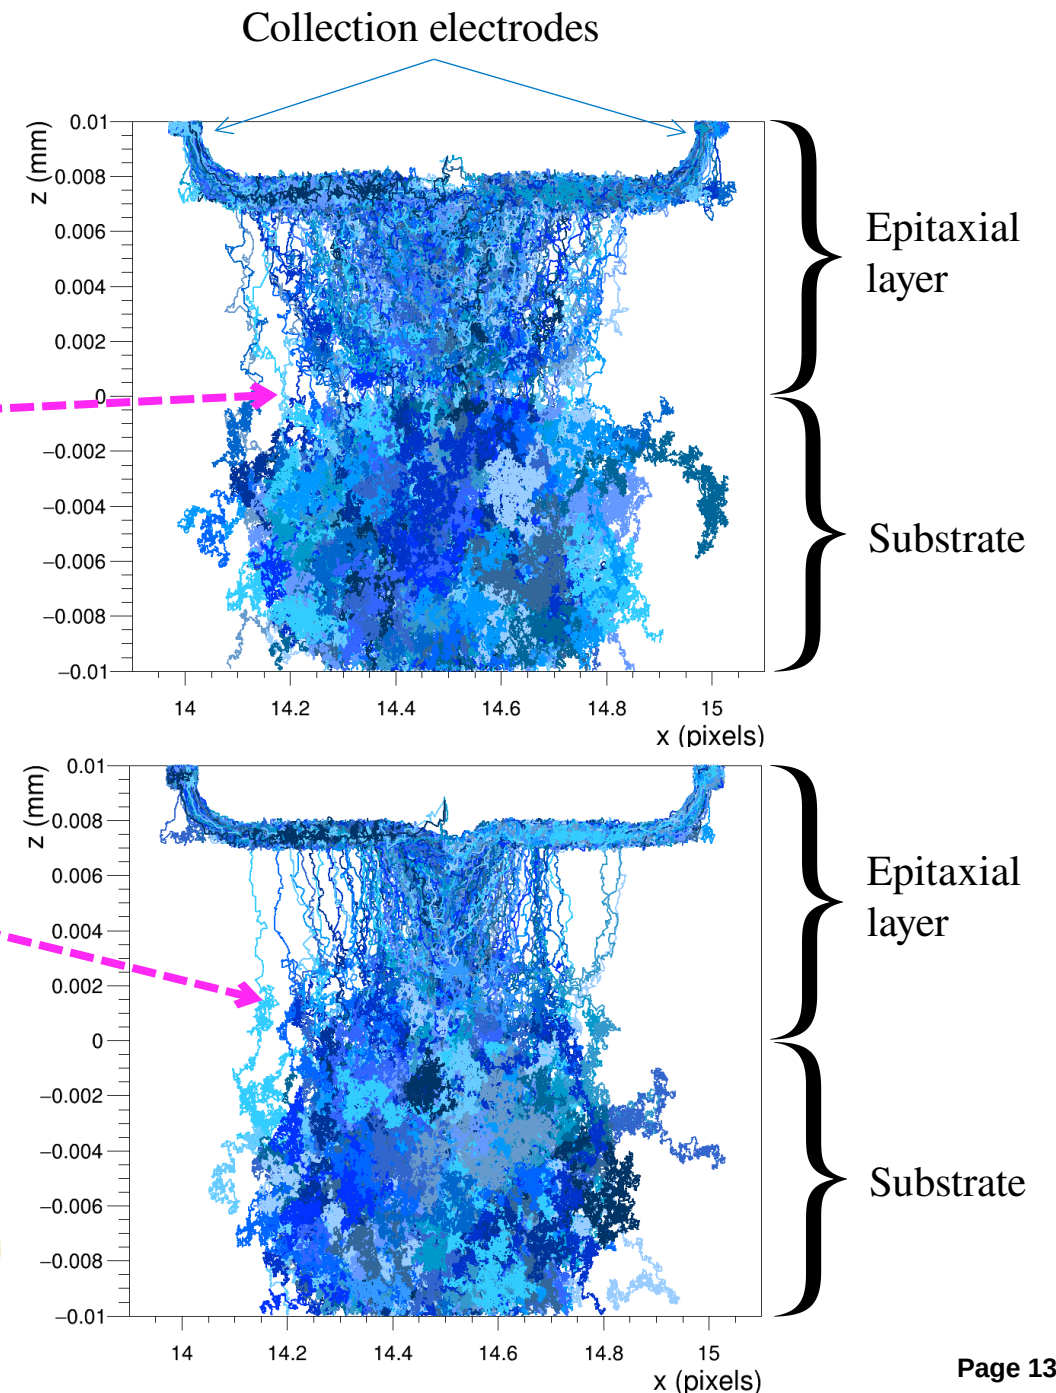 Collection electrodes
z (mm)
0.01
0.008
0.006
0.004
0.002
0
−0.002
−0.004
−0.006
−0.008
−0.01
14
14.2
14.4
14.6
14.8
15
x (pixels)
Epitaxial
layer
Substrate
z (mm)
0.01
0.008
0.006
0.004
0.002
0
−0.002
−0.004
−0.006
−0.008
−0.01
14
14.2
14.4
14.6
14.8
15
x (pixels)
Epitaxial
layer
Substrate
Page 13